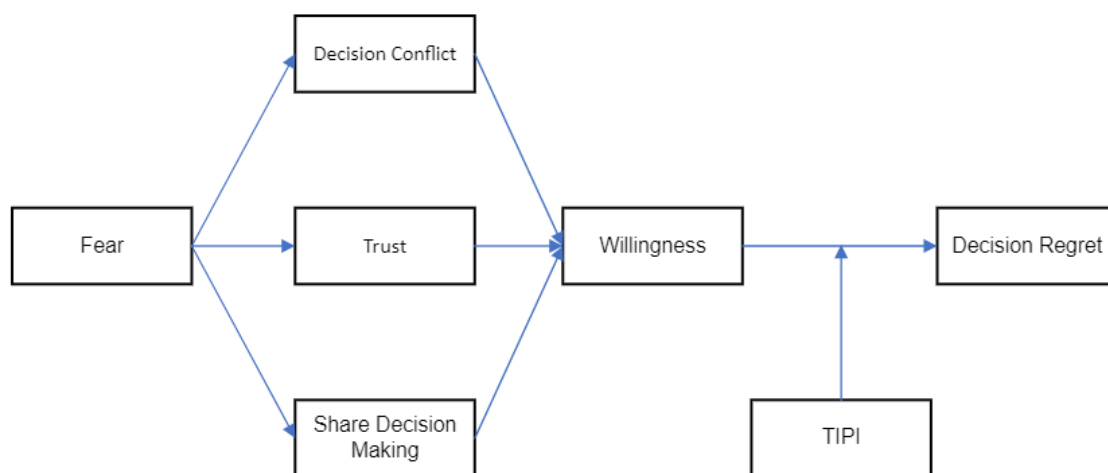 Decision Conflict
Fear
Trust
Willingness
Decision Regret
Share Decision
Making
TIPI